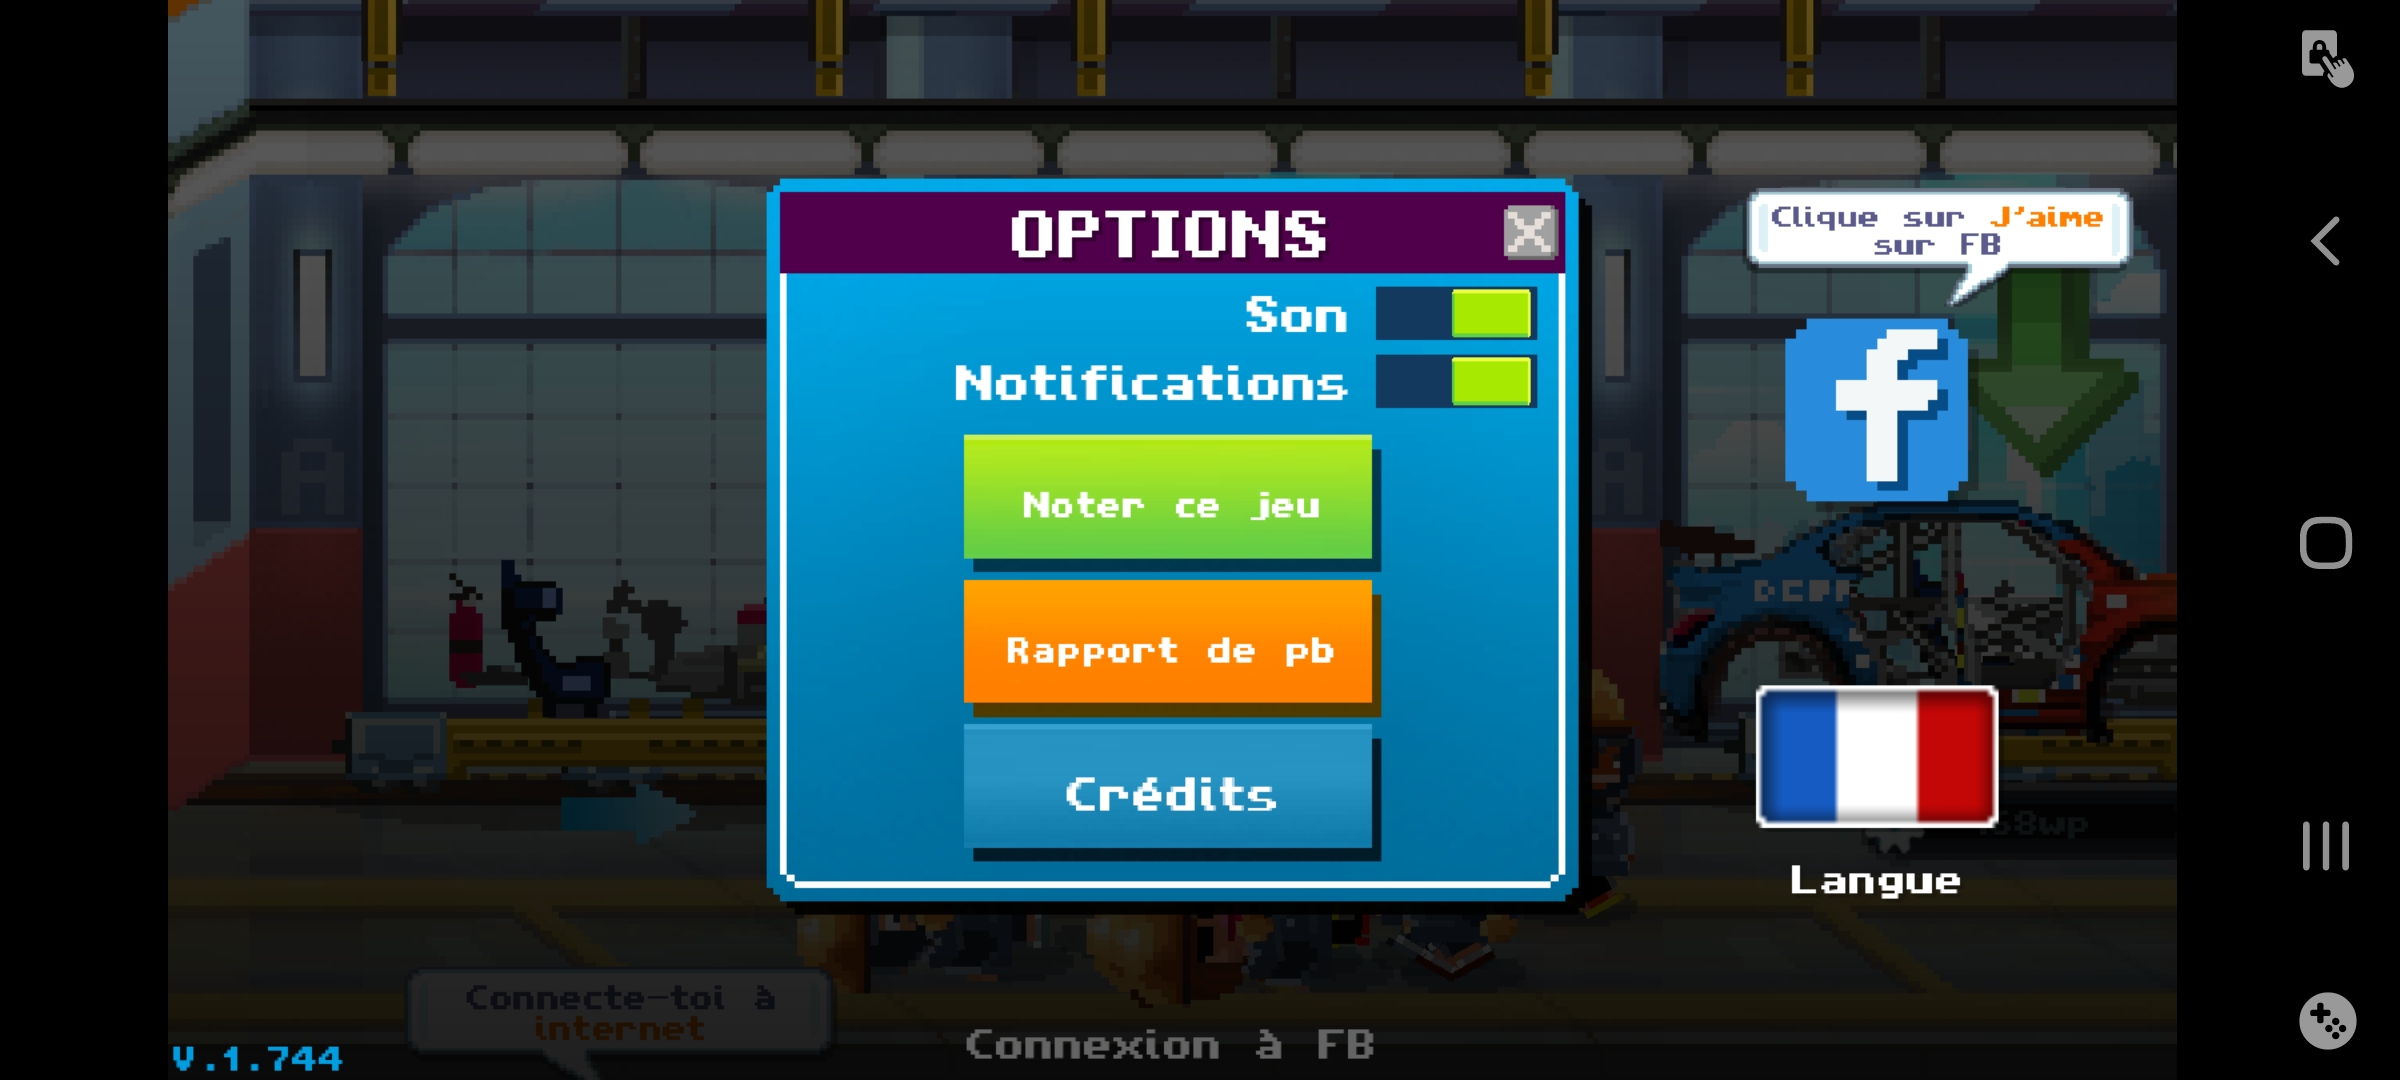 OPTIONS
Clique sur J'aime
sur FB
Son
Notifications
Noter ce jeu
Rapport de pb
Crédits
Langue
Connecte-toi à
internet
Connexion à FB
V.1.744